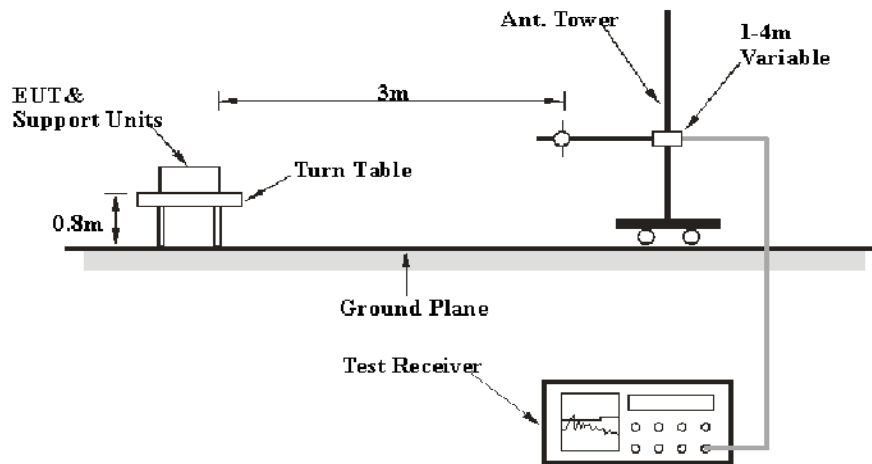 Ant. Tower
1-4m
Variable
3m
EUT&
Support Units
Turn Table
0.8m
Ground Plane
Test Receiver